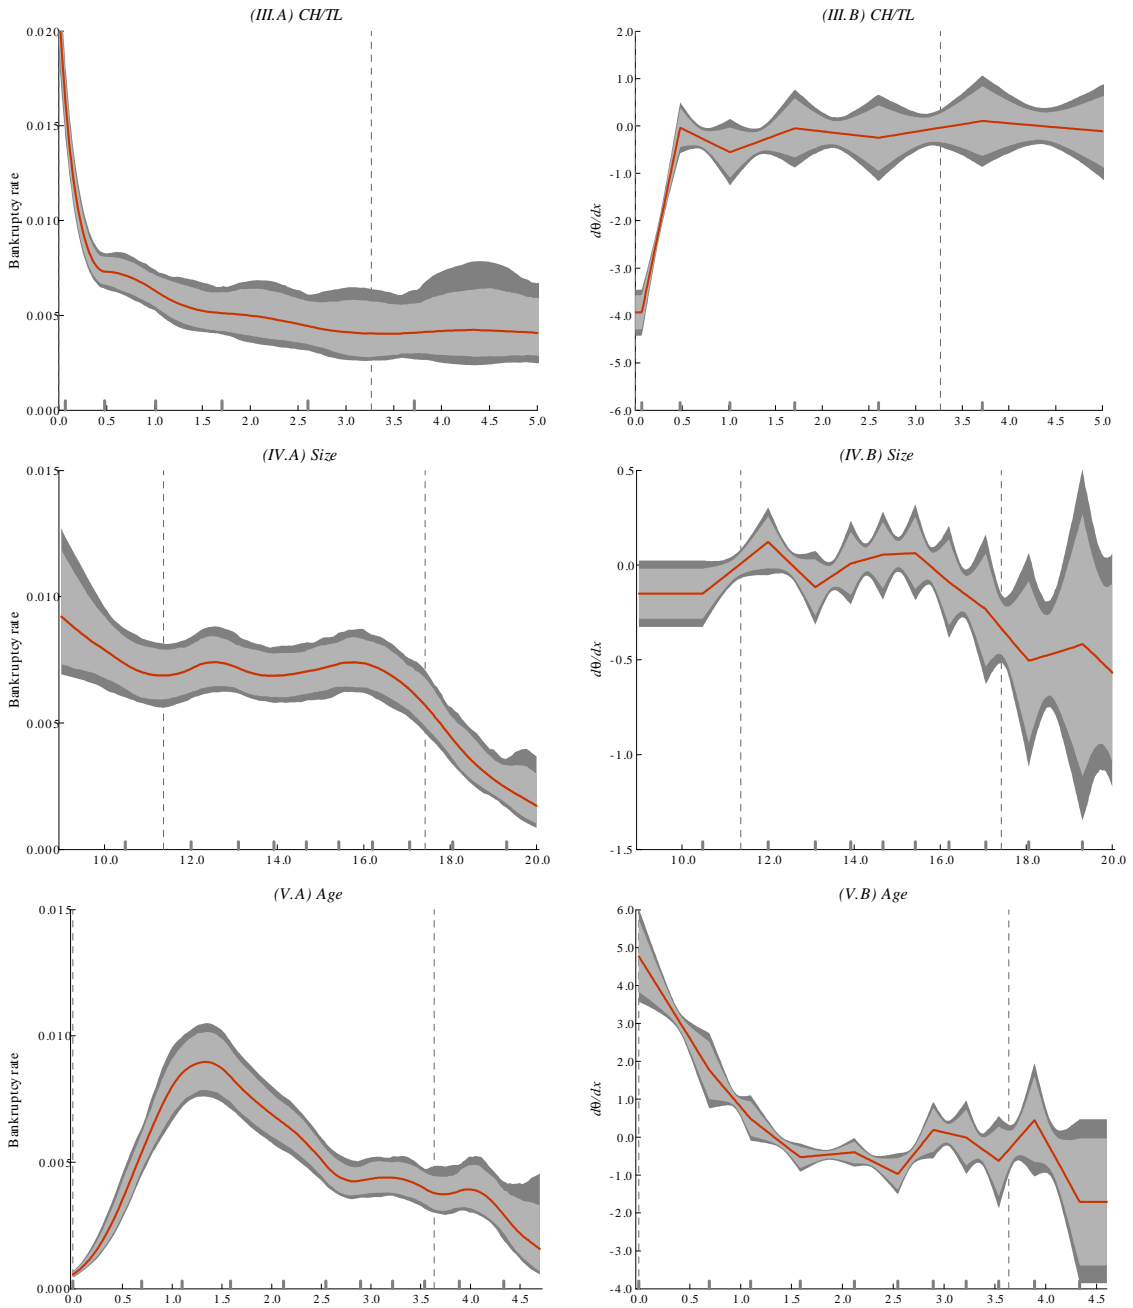 (III.A) CH/TL
(III.B) CH/TL
0.020
0.015
0.010
0.005
0.000
Bankruptcy rate
0.0 0.5 1.0 1.5 2.0 2.5 3.0 3.5 4.0 4.5 5.0
2.0
1.0
0.0
-1.0
-2.0
-3.0
-4.0
-5.0
-6.0
dθ/dx
0.0 0.5 1.0 1.5 2.0 2.5 3.0 3.5 4.0 4.5 5.0
(IV.A) Size
(IV.B) Size
0.015
0.010
0.005
0.000
Bankruptcy rate
10.0 12.0 14.0 16.0 18.0 20.0
0.5
0.0
-0.5
-1.0
-1.5
dθ/dx
10.0 12.0 14.0 16.0 18.0 20.0
(V.A) Age
(V.B) Age
0.015
0.010
0.005
0.000
Bankruptcy rate
0.0 0.5 1.0 1.5 2.0 2.5 3.0 3.5 4.0 4.5
6.0
5.0
4.0
3.0
2.0
1.0
0.0
-1.0
-2.0
-3.0
-4.0
dθ/dx
0.0 0.5 1.0 1.5 2.0 2.5 3.0 3.5 4.0 4.5